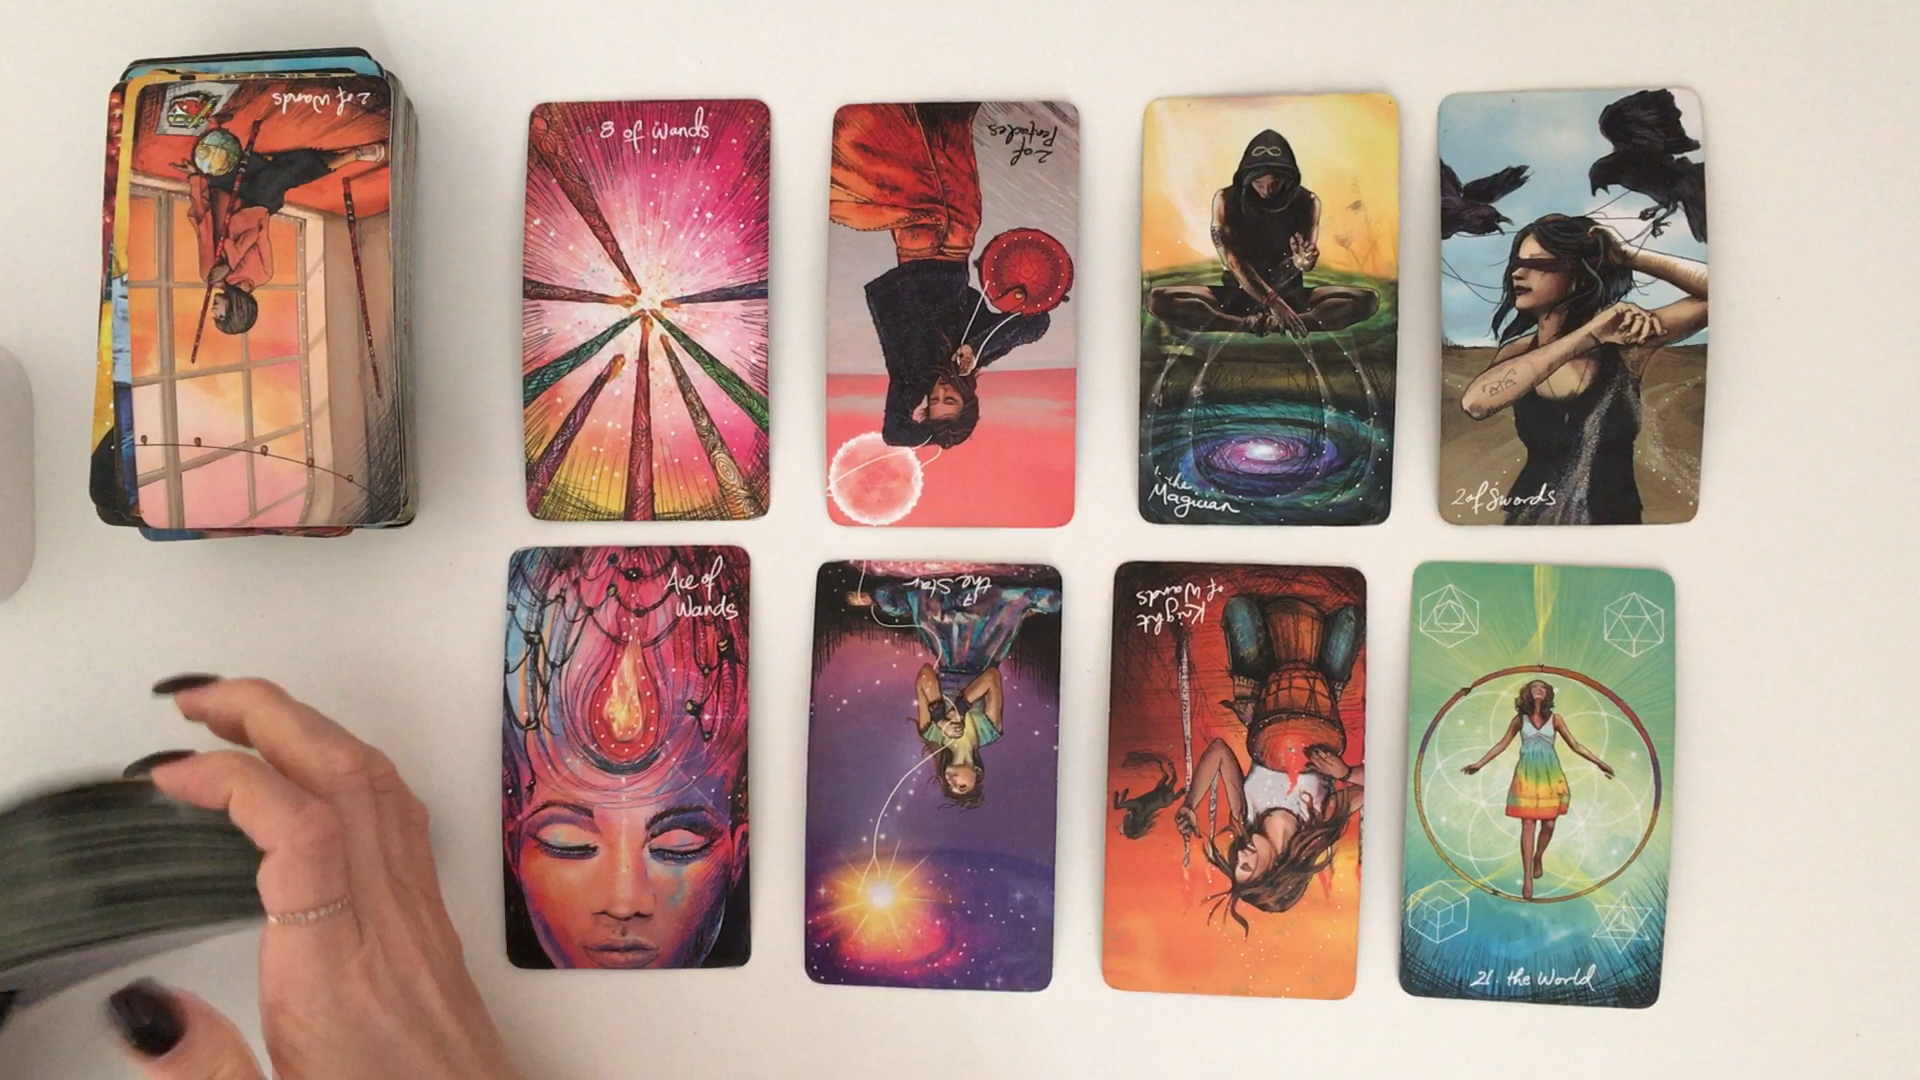 2 of Wands
8 of Wands
2 of
Pentacles
1. the
Magician
2 of Swords
Ace of
Wands
17
the Star
Knight
of Wands
21. the World